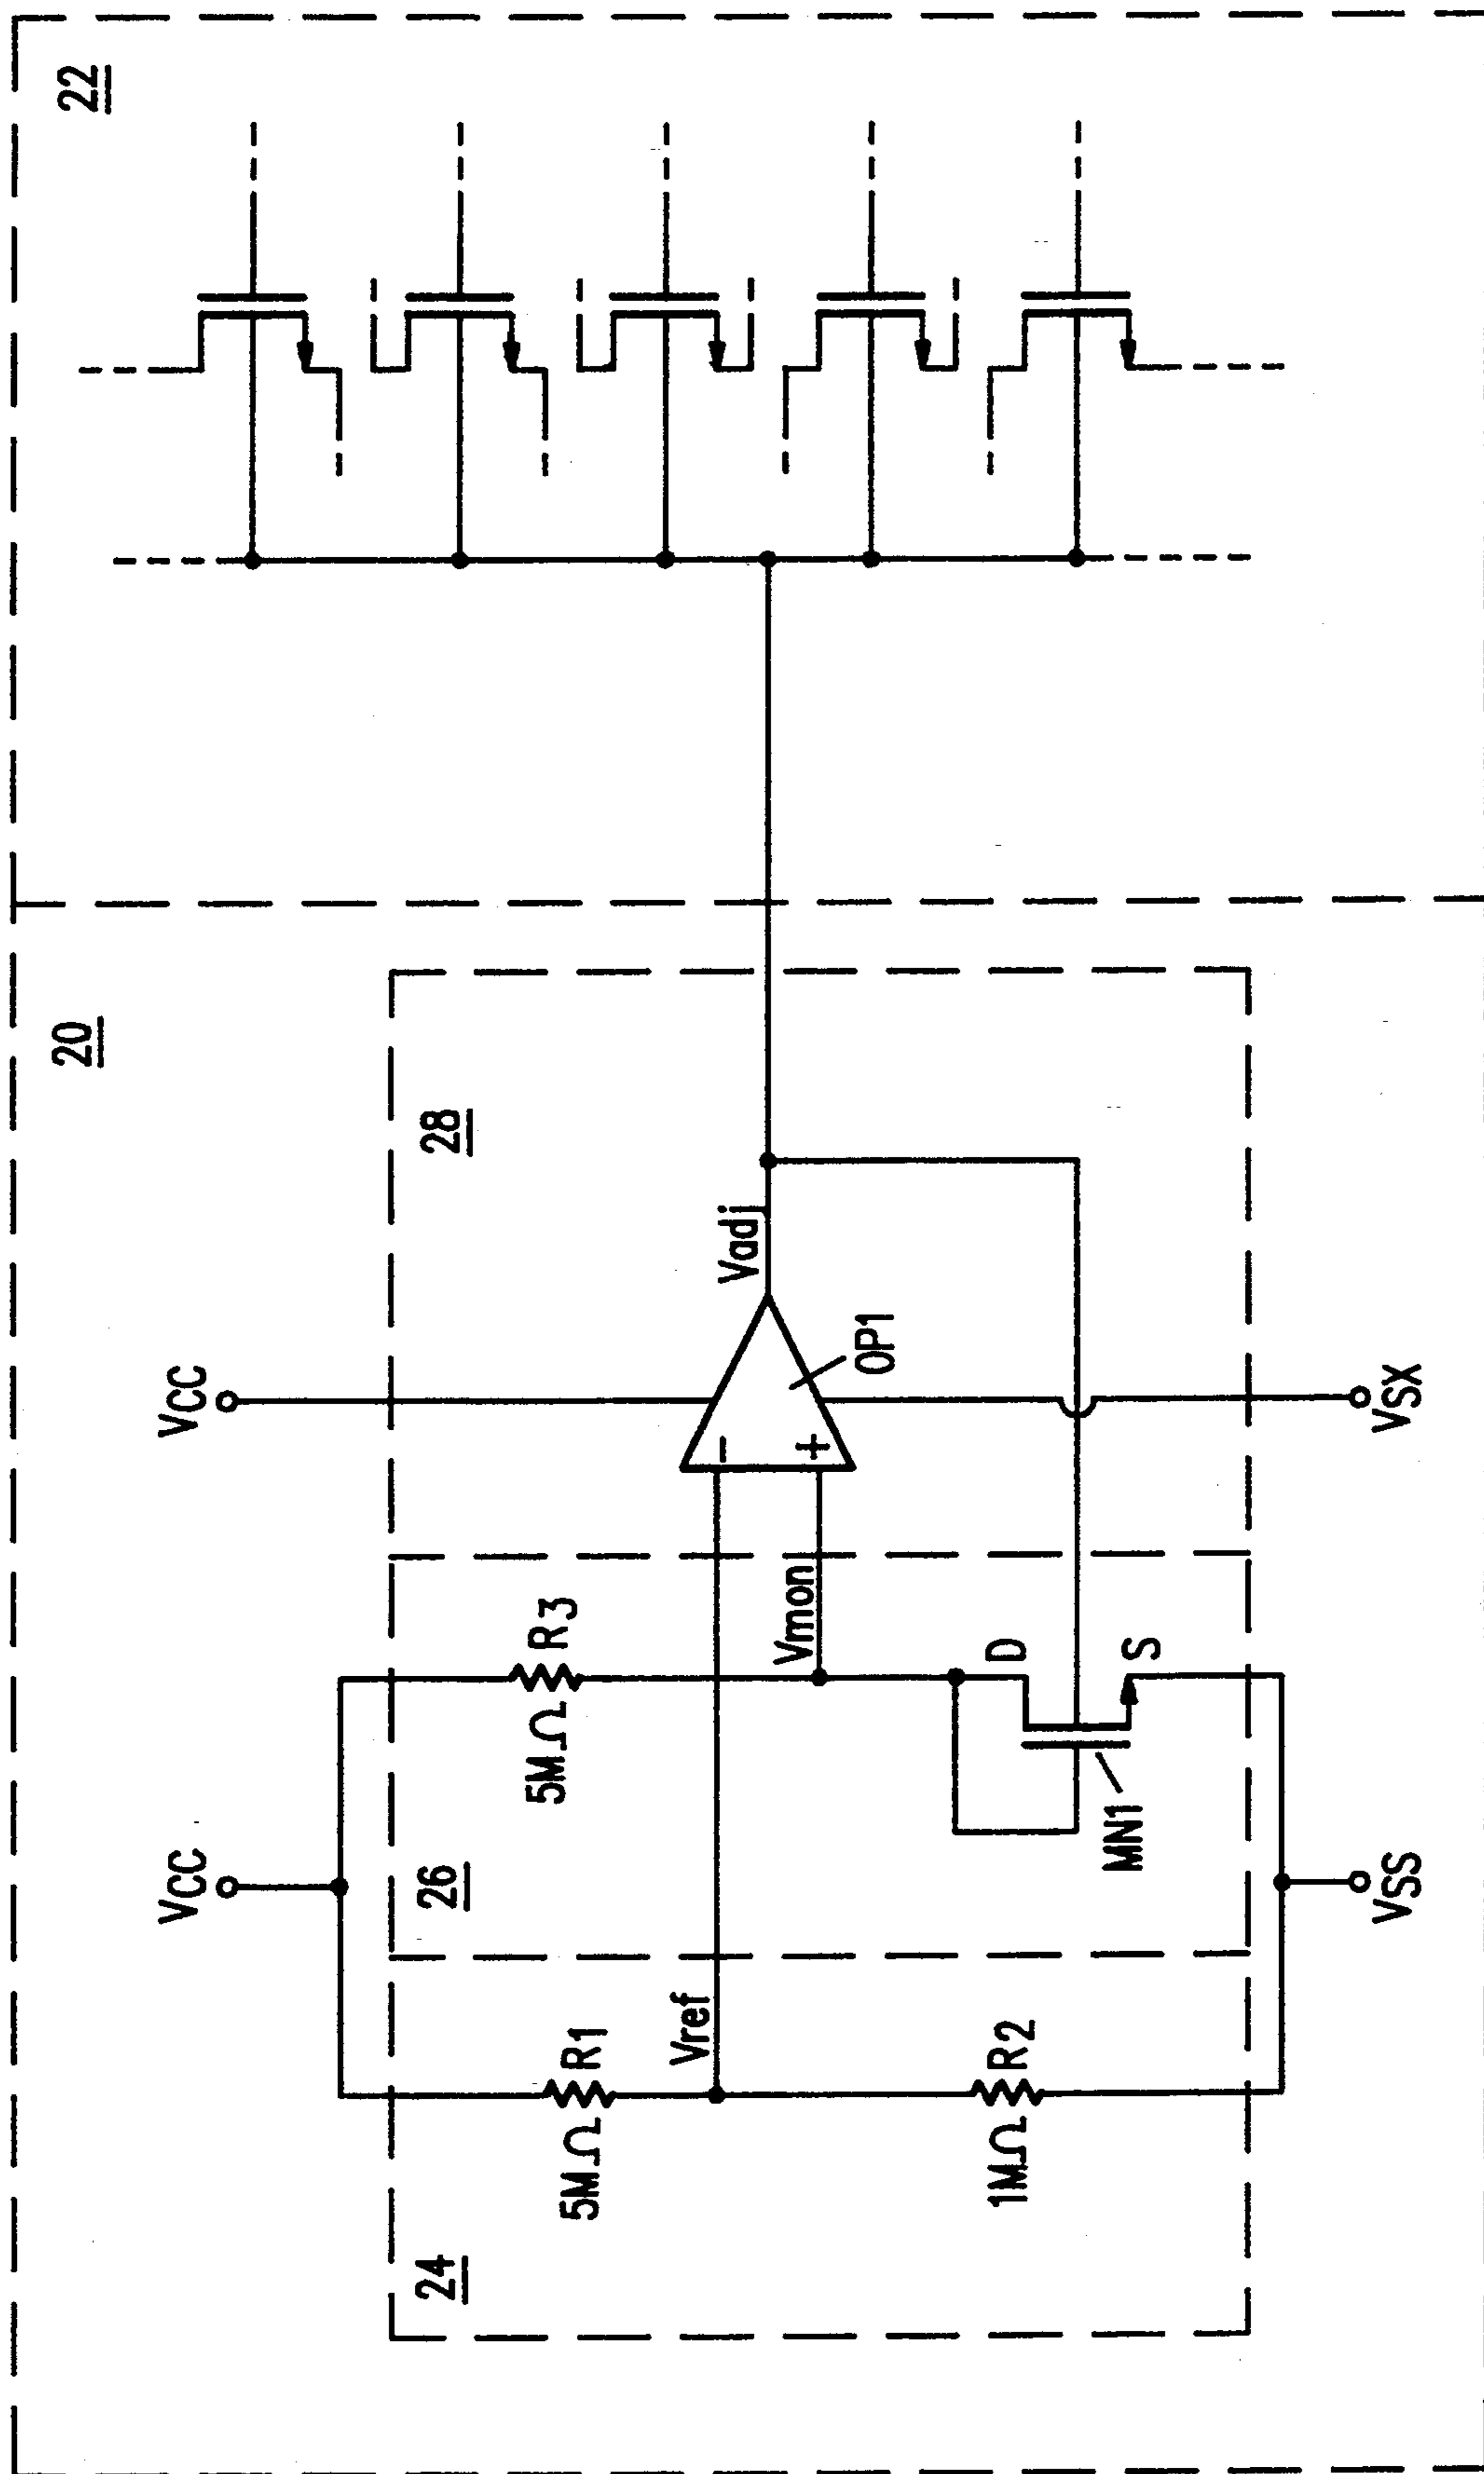 20
22
VCC
VCC
24
26
28
5MΩ
R1
5MΩ
R3
Vref
Vmon
Vadj
OP1
1MΩ
R2
D
S
MN1
VSS
VSX